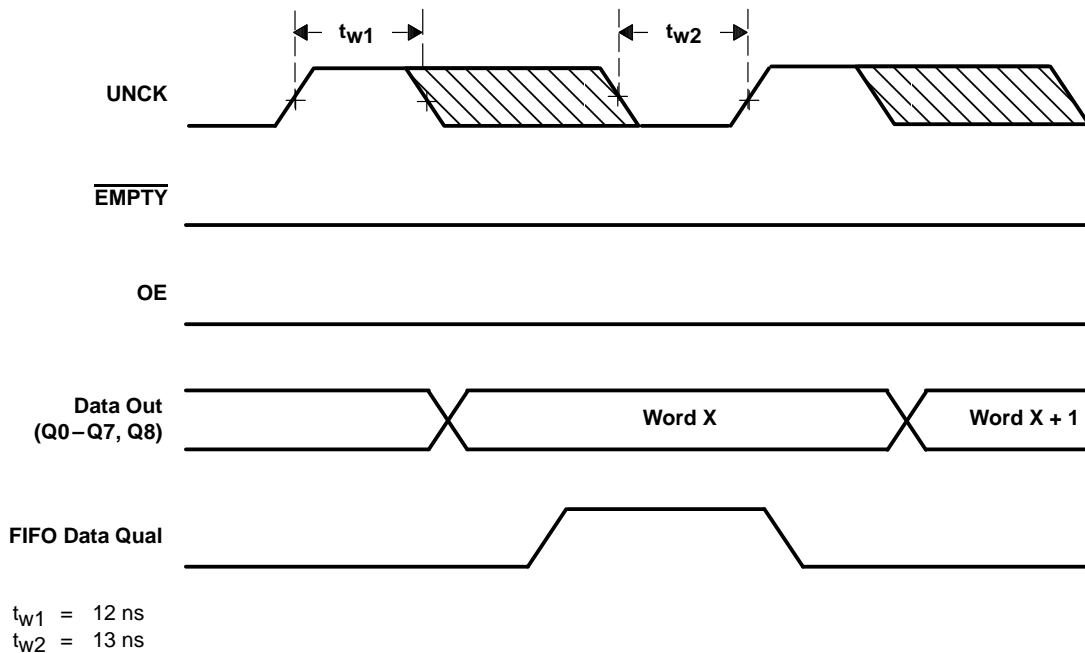 tw1
tw2
UNCK
EMPTY
OE
Data Out
(Q0–Q7, Q8)
Word X
Word X + 1
FIFO Data Qual
tw1 = 12 ns
tw2 = 13 ns